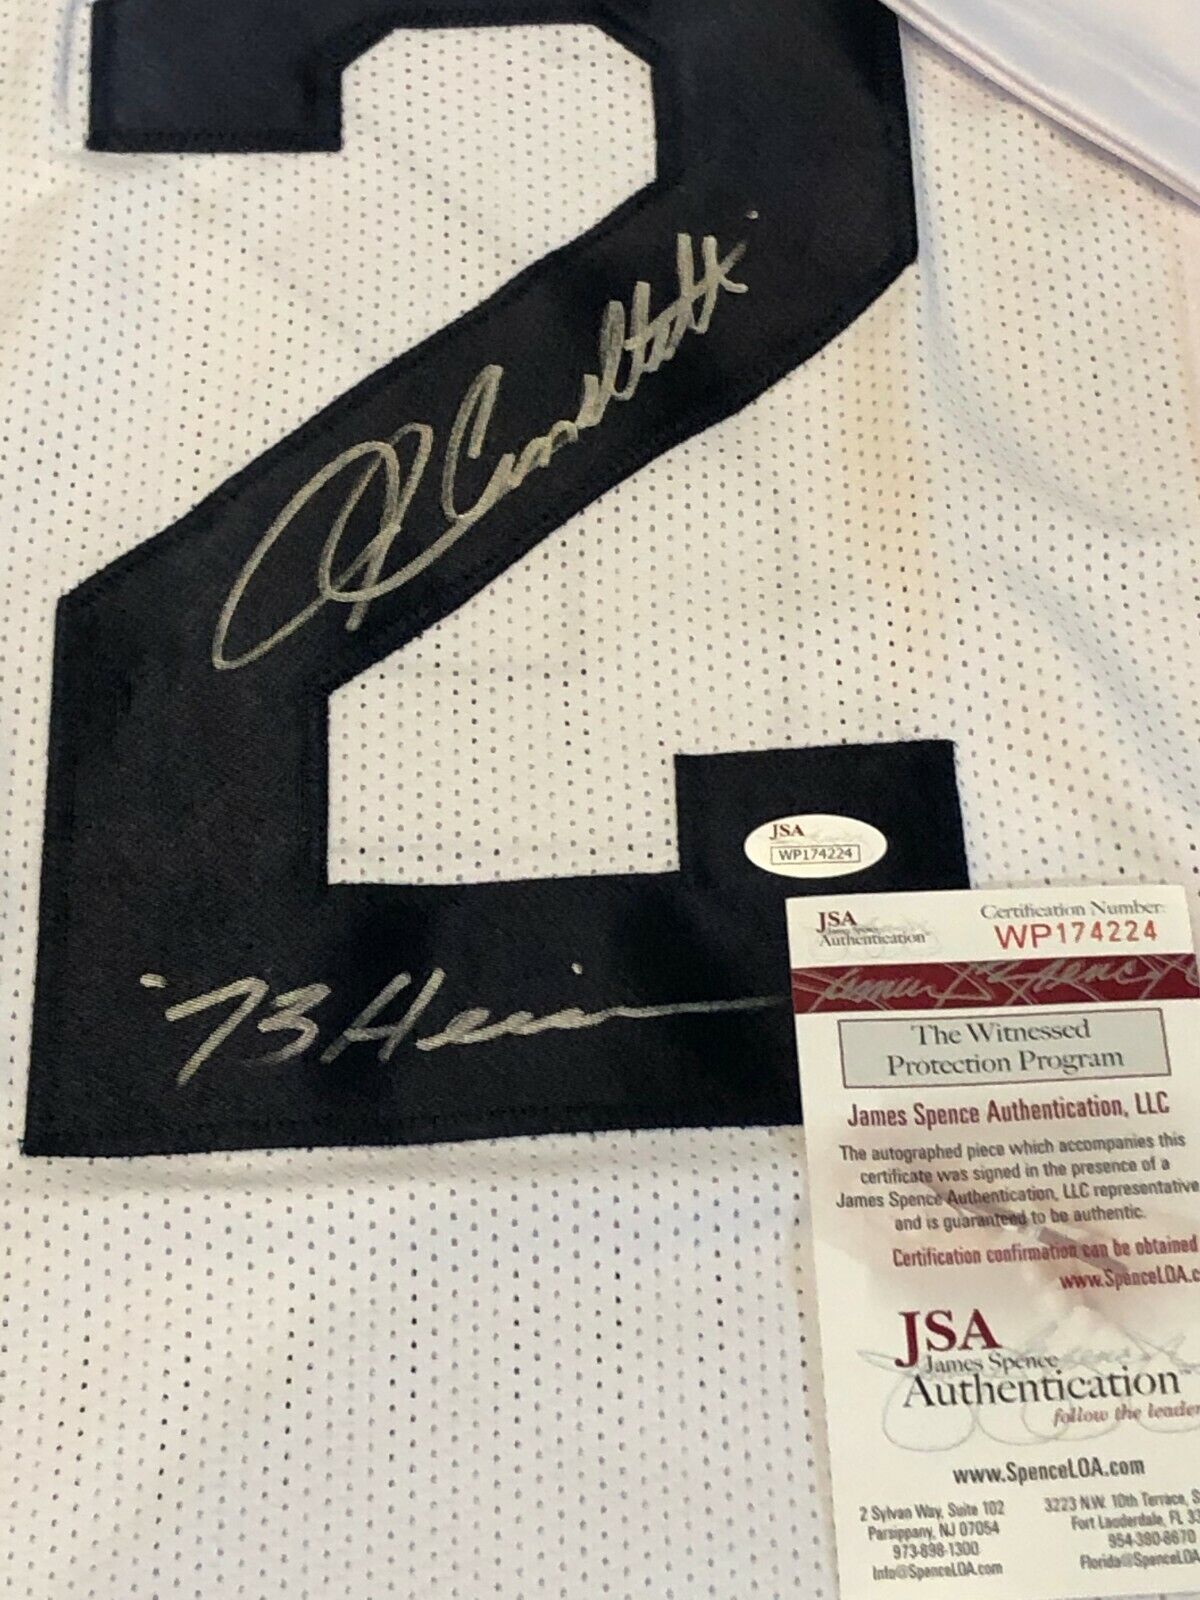 2
J Cappelletti
'73 Heisman
JSA
WP174224
JSA
James Spence
Authentication
Certification Number:
WP174224
The Witnessed
Protection Program
James Spence Authentication, LLC
The autographed piece which accompanies this
certificate was signed in the presence of a
James Spence Authentication, LLC representative
and is guaranteed to be authentic.
Certification confirmation can be obtained
www.SpenceLOA.c
JSA
James Spence
Authentication™
follow the leader
www.SpenceLOA.com
2 Sylvan Way, Suite 102
Parsippany, NJ 07054
973-898-1300
Info@SpenceLOA.com
3223 N.W. 10th Terrace, S
Fort Lauderdale, FL 33
954-380-8670
Florida@SpenceLOA